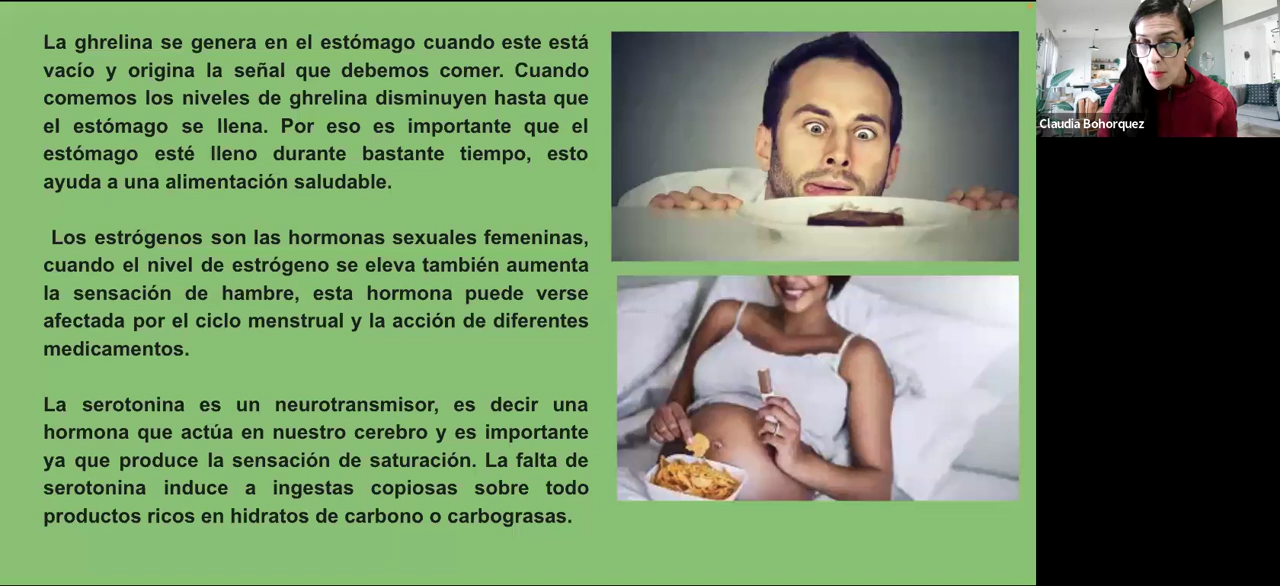 La ghrelina se genera en el estómago cuando este está
vacío y origina la señal que debemos comer. Cuando
comemos los niveles de ghrelina disminuyen hasta que
el estómago se llena. Por eso es importante que el
estómago esté lleno durante bastante tiempo, esto
ayuda a una alimentación saludable.
Los estrógenos son las hormonas sexuales femeninas,
cuando el nivel de estrógeno se eleva también aumenta
la sensación de hambre, esta hormona puede verse
afectada por el ciclo menstrual y la acción de diferentes
medicamentos.
La serotonina es un neurotransmisor, es decir una
hormona que actúa en nuestro cerebro y es importante
ya que produce la sensación de saturación. La falta de
serotonina induce a ingestas copiosas sobre todo
productos ricos en hidratos de carbono o carbograsas.
Claudia Bohorquez